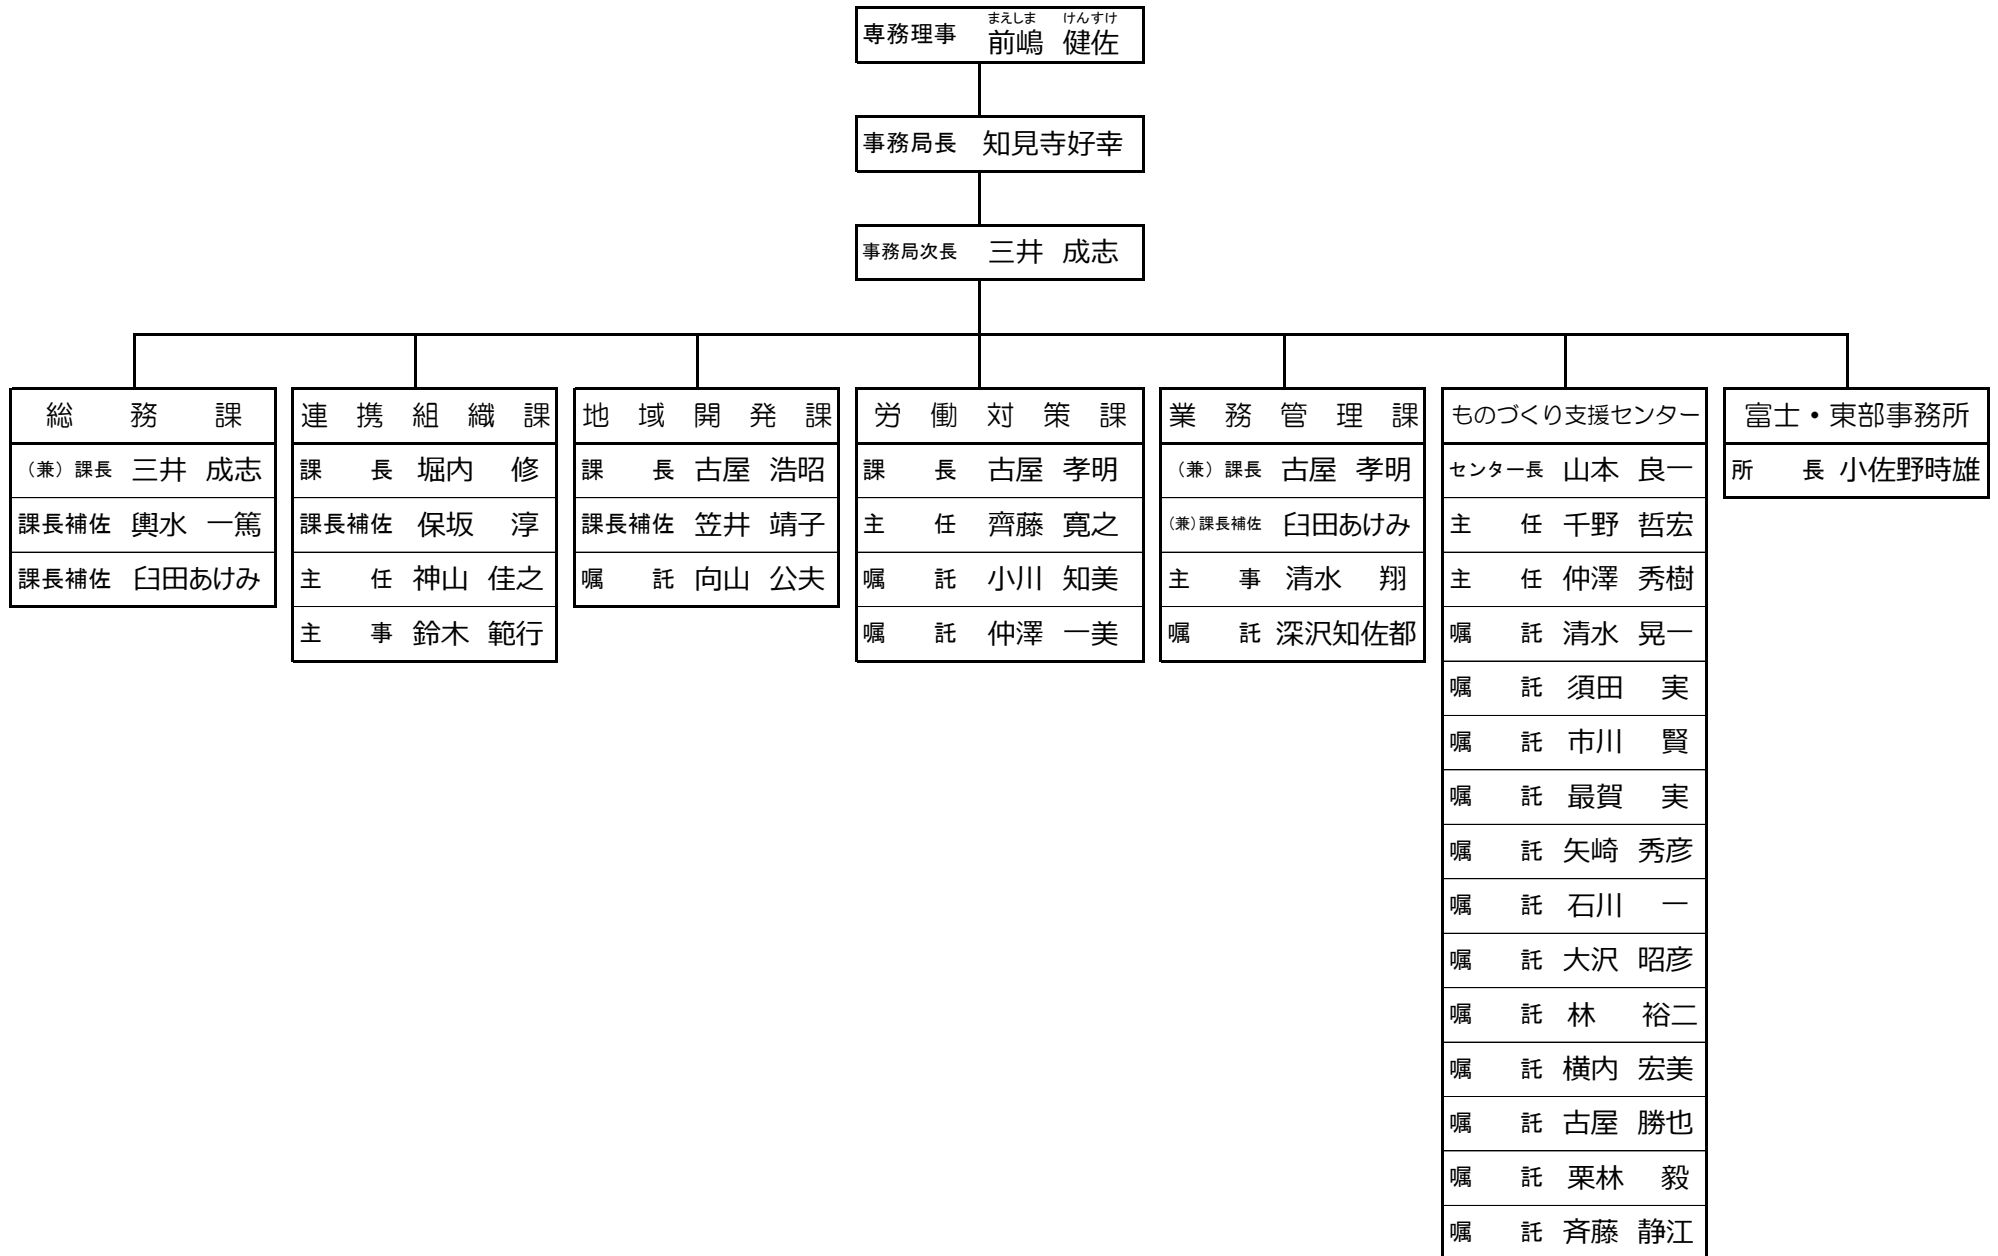 まえしま けんすけ
専務理事 前嶋 健佐
事務局長 知見寺好幸
事務局次長 三井 成志
総務課
(兼)課長 三井 成志
課長補佐 輿水 一篤
課長補佐 臼田あけみ
連携組織課
課長 堀内 修
課長補佐 保坂 淳
主任 神山 佳之
主事 鈴木 範行
地域開発課
課長 古屋 浩昭
課長補佐 笠井 靖子
嘱託 向山 公夫
労働対策課
課長 古屋 孝明
主任 齊藤 寛之
嘱託 小川 知美
嘱託 仲澤 一美
業務管理課
(兼)課長 古屋 孝明
(兼)課長補佐 臼田あけみ
主事 清水 翔
嘱託 深沢知佐都
ものづくり支援センター
センター長 山本 良一
主任 千野 哲宏
主任 仲澤 秀樹
嘱託 清水 晃一
嘱託 須田 実
嘱託 市川 賢
嘱託 最賀 実
嘱託 矢崎 秀彦
嘱託 石川 一
嘱託 大沢 昭彦
嘱託 林 裕二
嘱託 横内 宏美
嘱託 古屋 勝也
嘱託 栗林 毅
嘱託 斉藤 静江
富士・東部事務所
所長 小佐野時雄